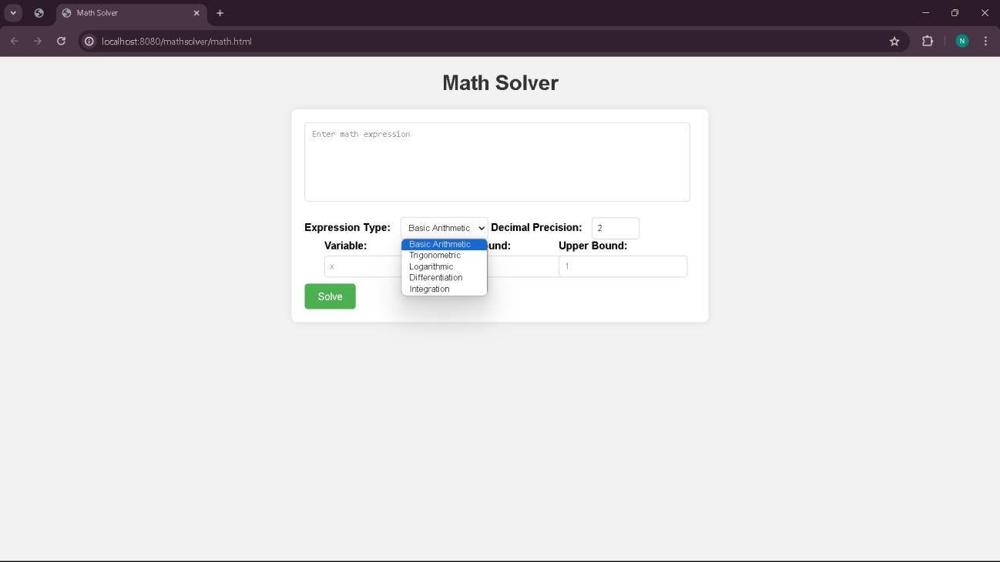 Math Solver
N
localhost:8080/mathsolver/math.html
Math Solver
Enter math expression
Expression Type: Basic Arithmetic Decimal Precision: 2
Variable: und: Upper Bound:
x 1
Basic Arithmetic
Trigonometric
Logarithmic
Differentiation
Integration
Solve